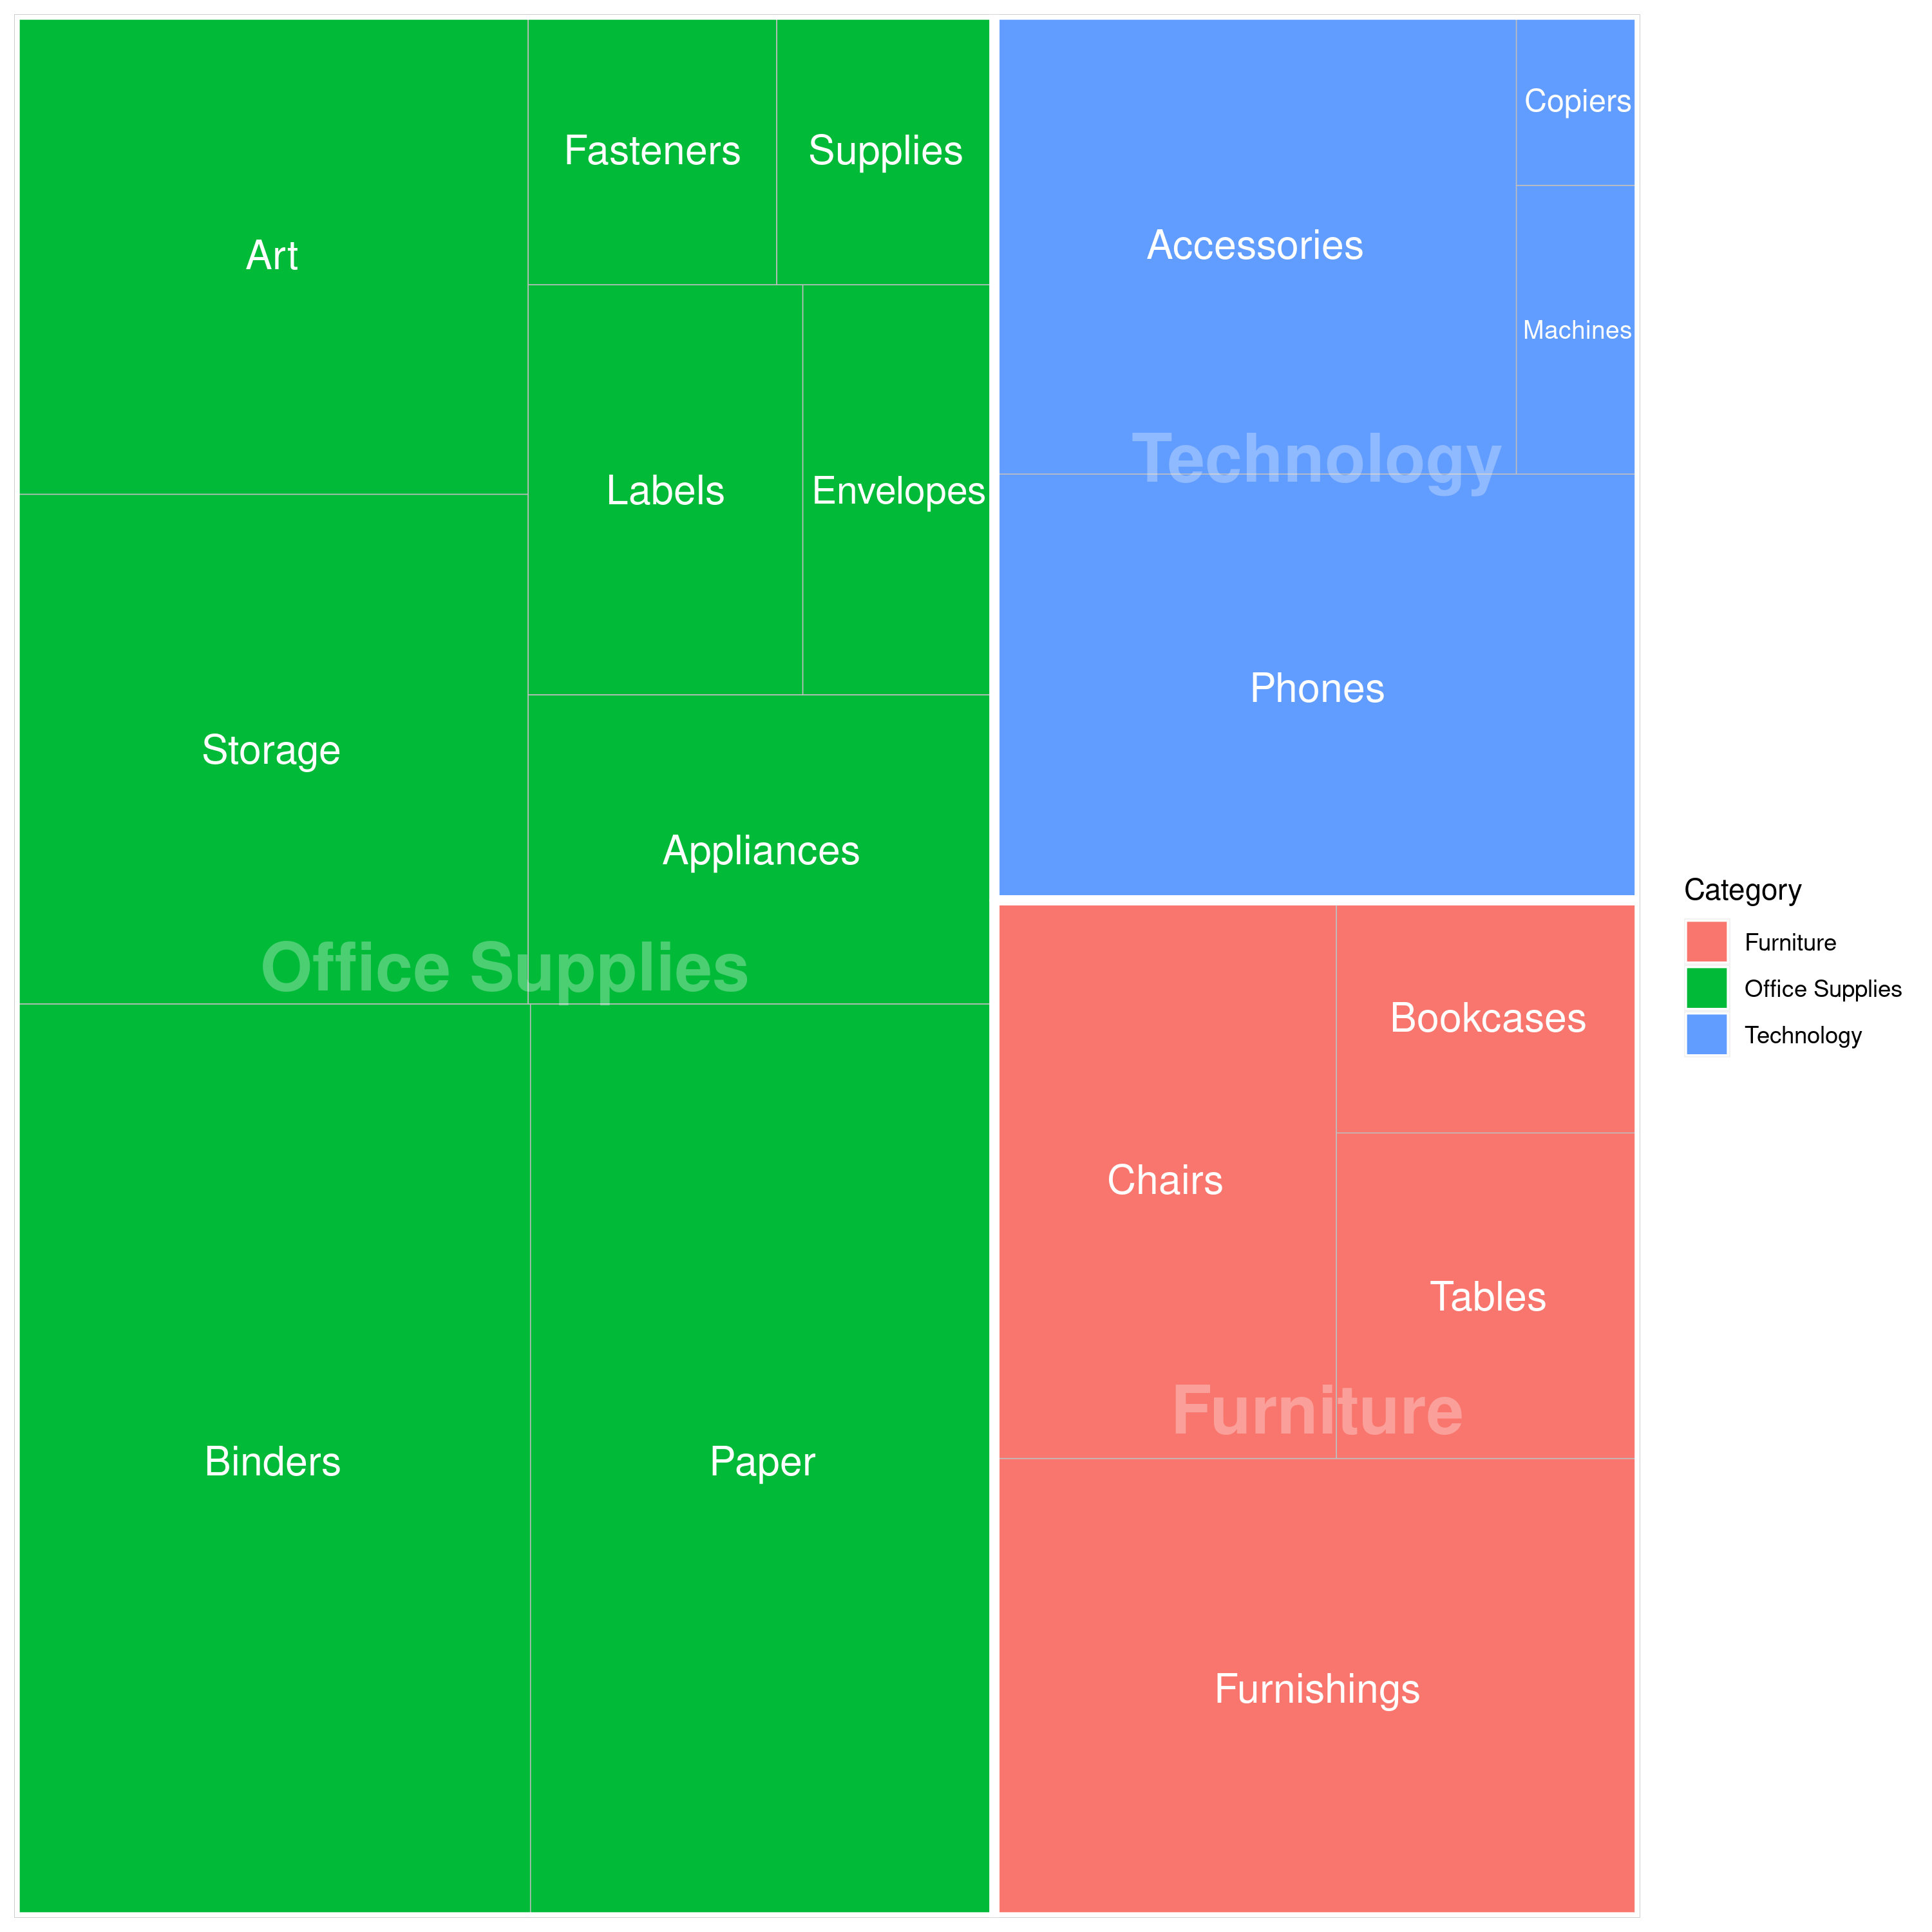 Art
Fasteners
Supplies
Labels
Envelopes
Storage
Appliances
Office Supplies
Binders
Paper
Accessories
Copiers
Machines
Technology
Phones
Chairs
Bookcases
Tables
Furniture
Furnishings
Category
Furniture
Office Supplies
Technology